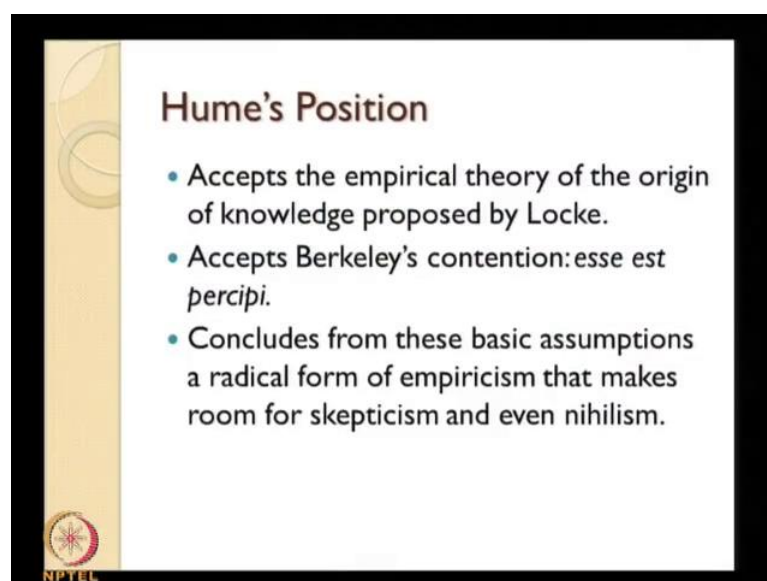 Hume's Position
• Accepts the empirical theory of the origin
of knowledge proposed by Locke.
• Accepts Berkeley's contention: esse est
percipi.
• Concludes from these basic assumptions
a radical form of empiricism that makes
room for skepticism and even nihilism.
NPTEL